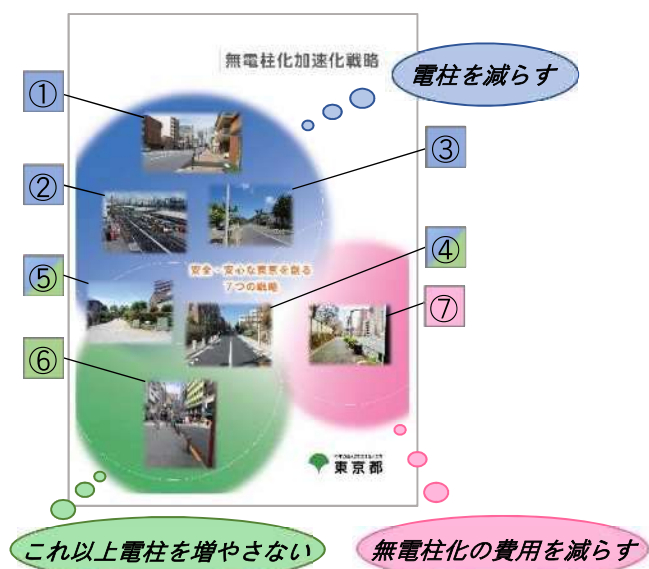 無電柱化加速化戦略
電柱を減らす
①
③
②
安全・安心な東京を創る
7つの戦略
④
⑤
⑦
⑥
東京都
これ以上電柱を増やさない
無電柱化の費用を減らす